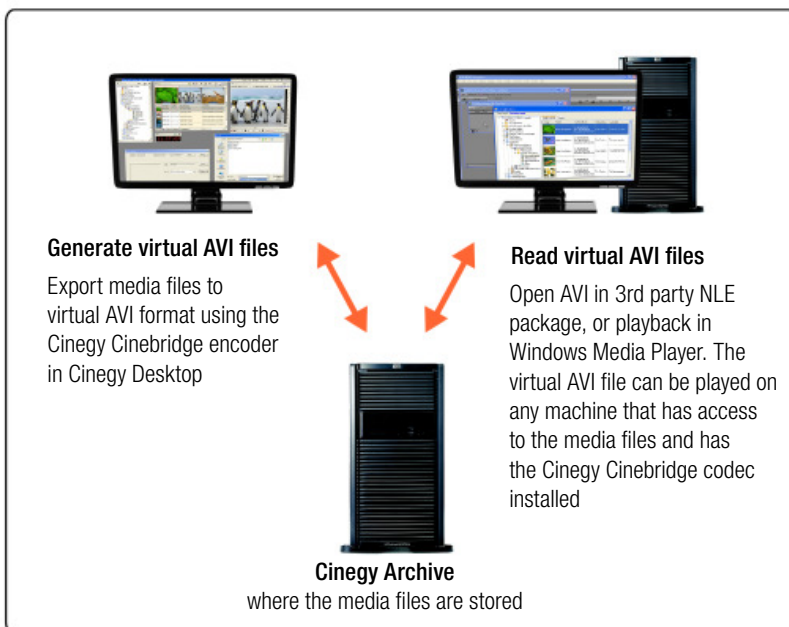 Generate virtual AVI files
Export media files to
virtual AVI format using the
Cinegy Cinebridge encoder
in Cinegy Desktop
Read virtual AVI files
Open AVI in 3rd party NLE
package, or playback in
Windows Media Player. The
virtual AVI file can be played on
any machine that has access
to the media files and has
the Cinegy Cinebridge codec
installed
Cinegy Archive
where the media files are stored